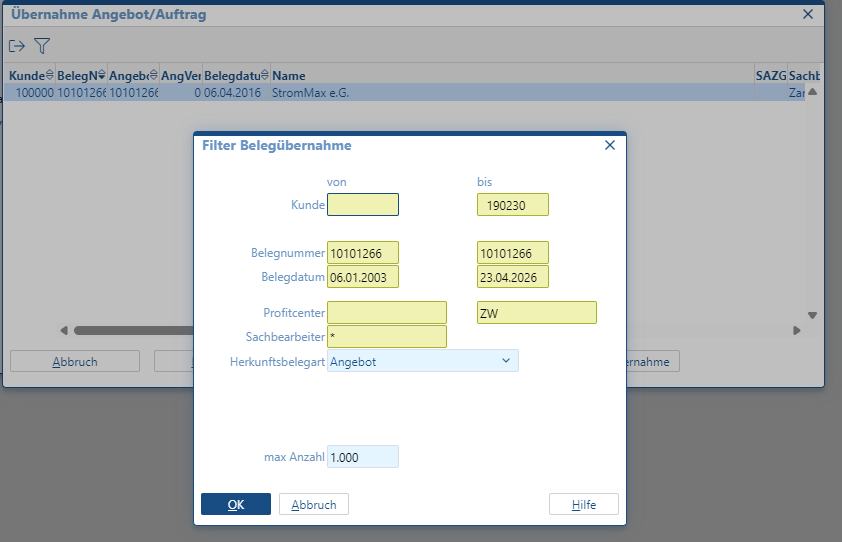 Übernahme Angebot/Auftrag
Kunde BelegN Angebo AngVer Belegdatu Name SAZG Sachb
100000 10101266 10101266 0 06.04.2016 StromMax e.G. Zar
Filter Belegübernahme
von bis
Kunde 190230
Belegnummer 10101266 10101266
Belegdatum 06.01.2003 23.04.2026
Profitcenter ZW
Sachbearbeiter *
Herkunftsbelegart Angebot
Abbruch ernahme
max Anzahl 1.000
OK Abbruch Hilfe